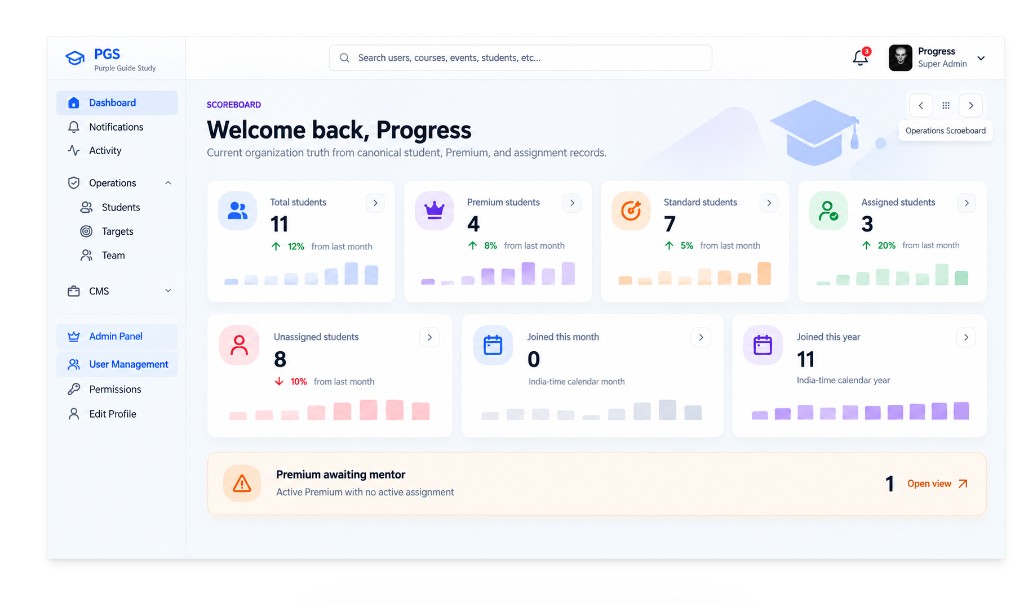 PGS
Purple Guide Study
Search users, courses, events, students, etc...
3
Progress
Super Admin
Dashboard
Notifications
Activity
Operations
Students
Targets
Team
CMS
Admin Panel
User Management
Permissions
Edit Profile
SCOREBOARD
Welcome back, Progress
Current organization truth from canonical student, Premium, and assignment records.
Operations Scroeboard
Total students
11
12% from last month
Premium students
4
8% from last month
Standard students
7
5% from last month
Assigned students
3
20% from last month
Unassigned students
8
10% from last month
Joined this month
0
India-time calendar month
Joined this year
11
India-time calendar year
Premium awaiting mentor
Active Premium with no active assignment
1 Open view